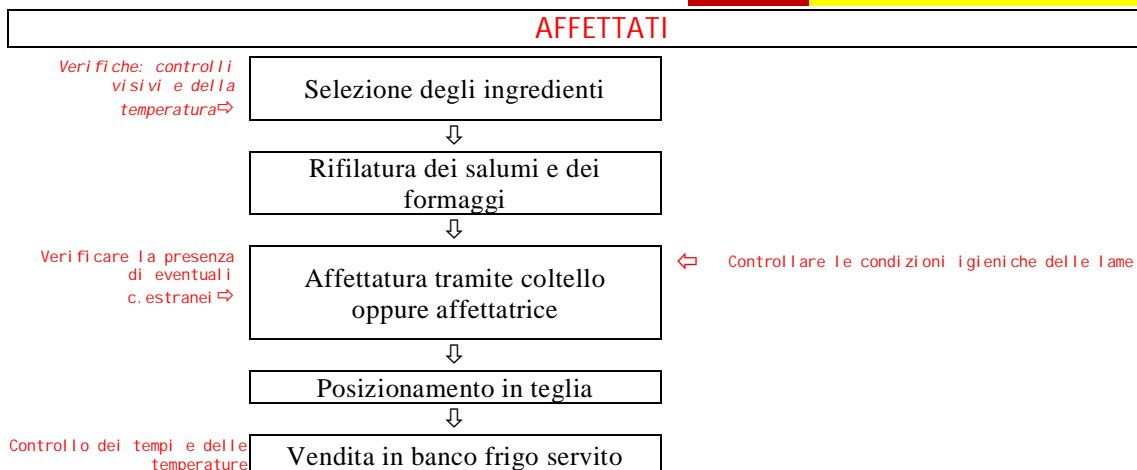 AFFETTATI
Verifiche: controlli
visivi e della
temperatura⇨
Selezione degli ingredienti
⇩
Rifilatura dei salumi e dei
formaggi
⇩
Verificare la presenza
di eventuali
c.estranei⇨
Affettatura tramite coltello
oppure affettatrice
⇦ Controllare le condizioni igieniche delle lame
⇩
Posizionamento in teglia
⇩
Controllo dei tempi e delle
temperature
Vendita in banco frigo servito